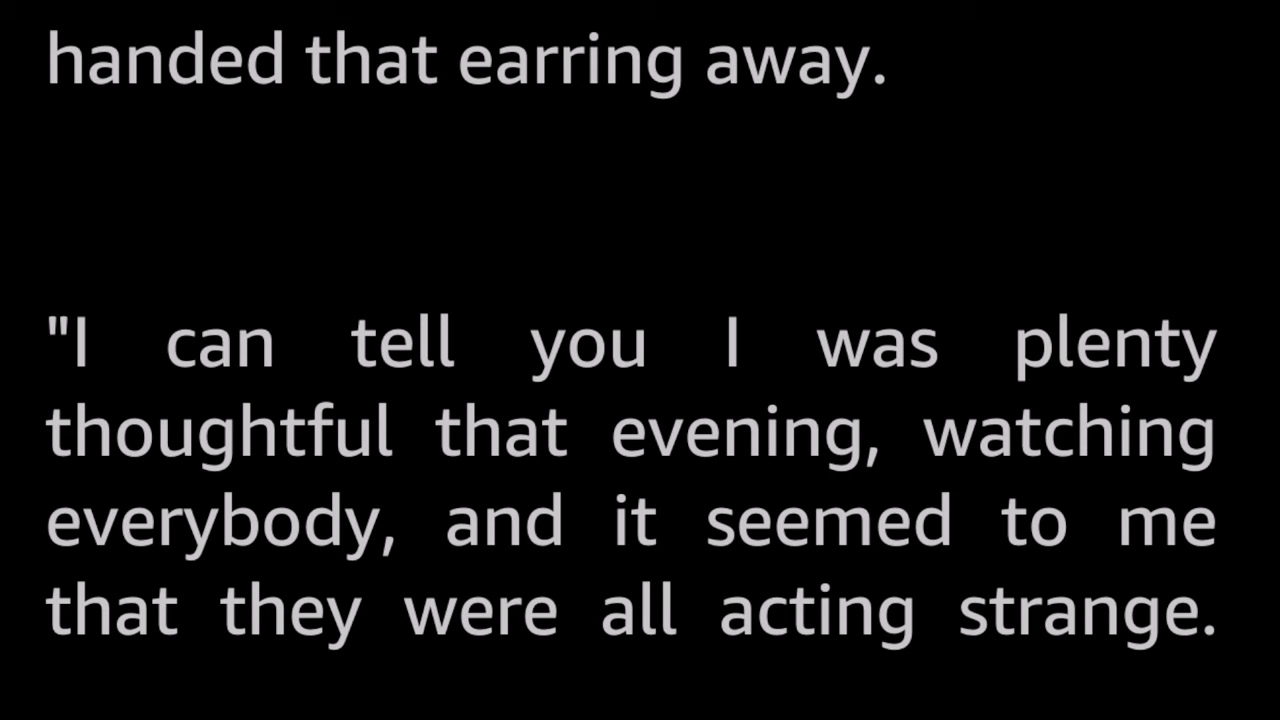 handed that earring away.
"I can tell you I was plenty
thoughtful that evening, watching
everybody, and it seemed to me
that they were all acting strange.